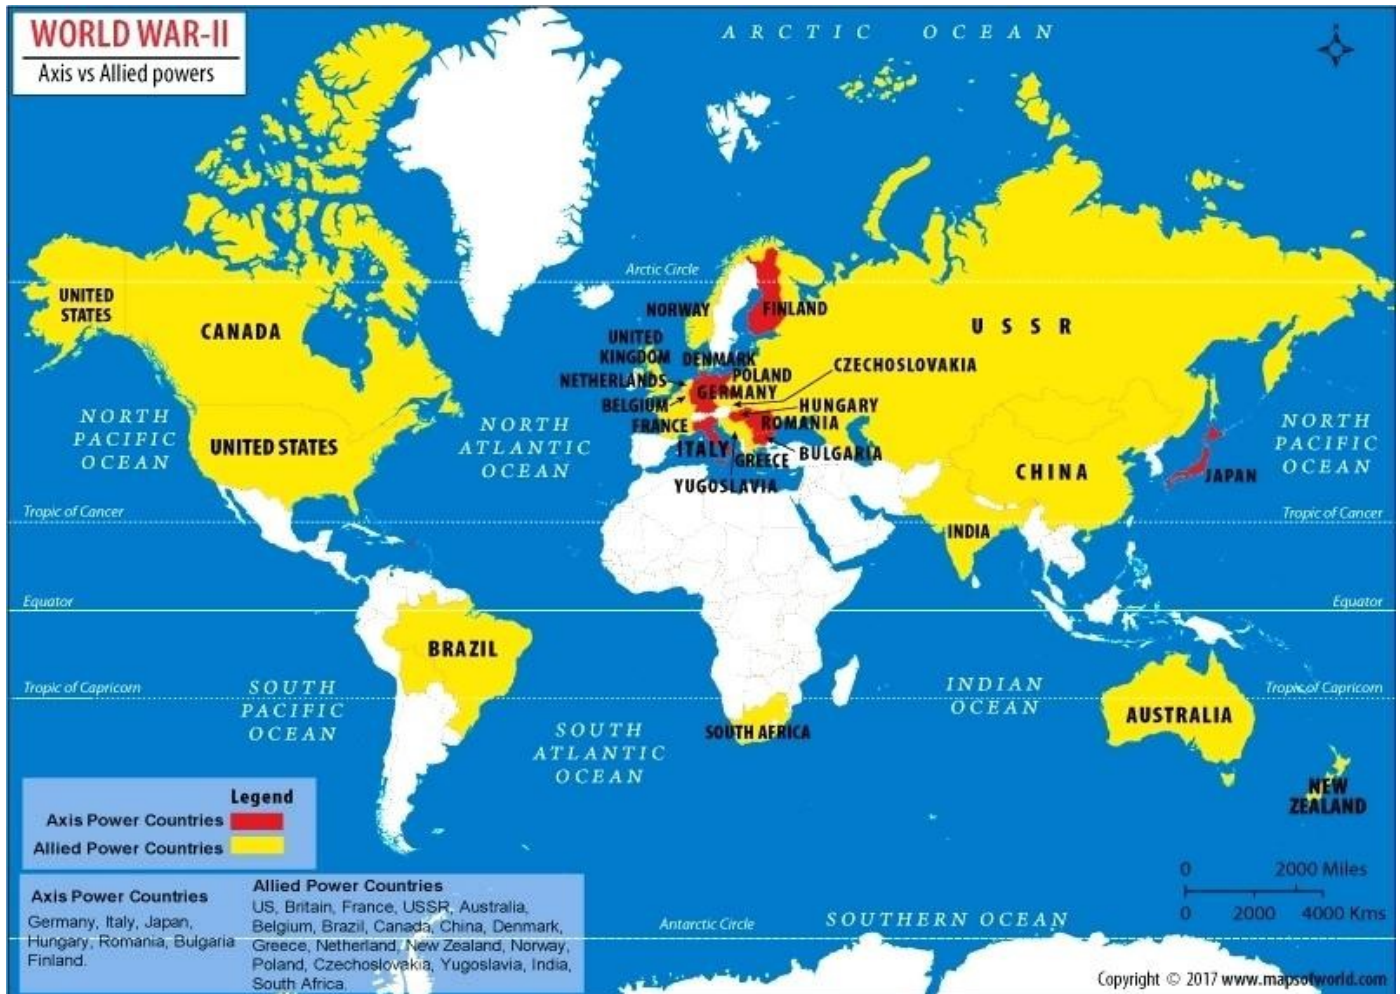 WORLD WAR-II
Axis vs Allied powers
ARCTIC OCEAN
Arctic Circle
UNITED
STATES
CANADA
NORWAY
FINLAND
USSR
UNITED
KINGDOM
DENMARK
CZECHOSLOVAKIA
NETHERLANDS
POLAND
GERMANY
BELGIUM
HUNGARY
FRANCE
ROMANIA
NORTH
PACIFIC
OCEAN
UNITED STATES
NORTH
ATLANTIC
OCEAN
ITALY
GREECE
BULGARIA
YUGOSLAVIA
CHINA
JAPAN
NORTH
PACIFIC
OCEAN
Tropic of Cancer
Tropic of Cancer
INDIA
Equator
Equator
BRAZIL
Tropic of Capricorn
SOUTH
PACIFIC
OCEAN
SOUTH
ATLANTIC
OCEAN
SOUTH AFRICA
INDIAN
OCEAN
Tropic of Capricorn
AUSTRALIA
NEW
ZEALAND
Legend
Axis Power Countries
Allied Power Countries
Axis Power Countries
Germany, Italy, Japan,
Hungary, Romania, Bulgaria
Finland.
Allied Power Countries
US, Britain, France, USSR, Australia,
Belgium, Brazil, Canada, China, Denmark,
Greece, Netherland, New Zealand, Norway,
Poland, Czechoslovakia, Yugoslavia, India,
South Africa.
0 2000 Miles
0 2000 4000 Kms
Antarctic Circle
SOUTHERN OCEAN
Copyright © 2017 www.mapsofworld.com